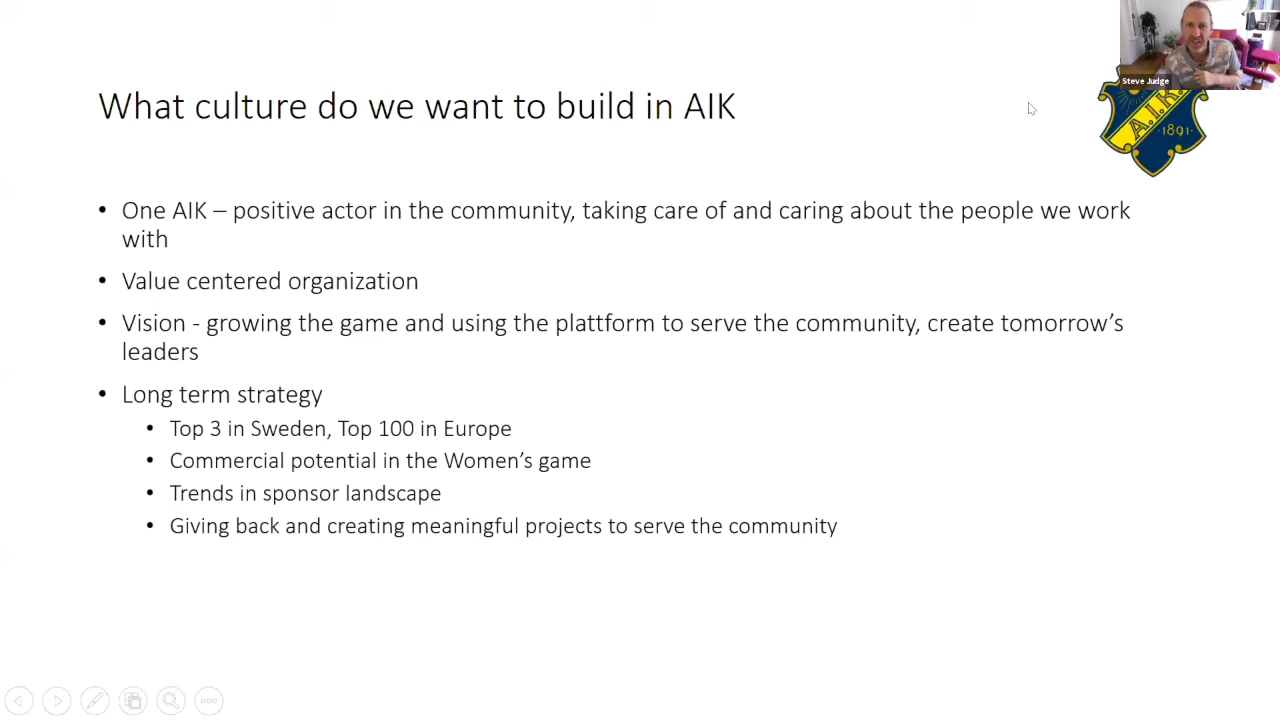 Steve Judge
A.I.K.
1891
What culture do we want to build in AIK
• One AIK – positive actor in the community, taking care of and caring about the people we work
with
• Value centered organization
• Vision - growing the game and using the plattform to serve the community, create tomorrow’s
leaders
• Long term strategy
• Top 3 in Sweden, Top 100 in Europe
• Commercial potential in the Women’s game
• Trends in sponsor landscape
• Giving back and creating meaningful projects to serve the community